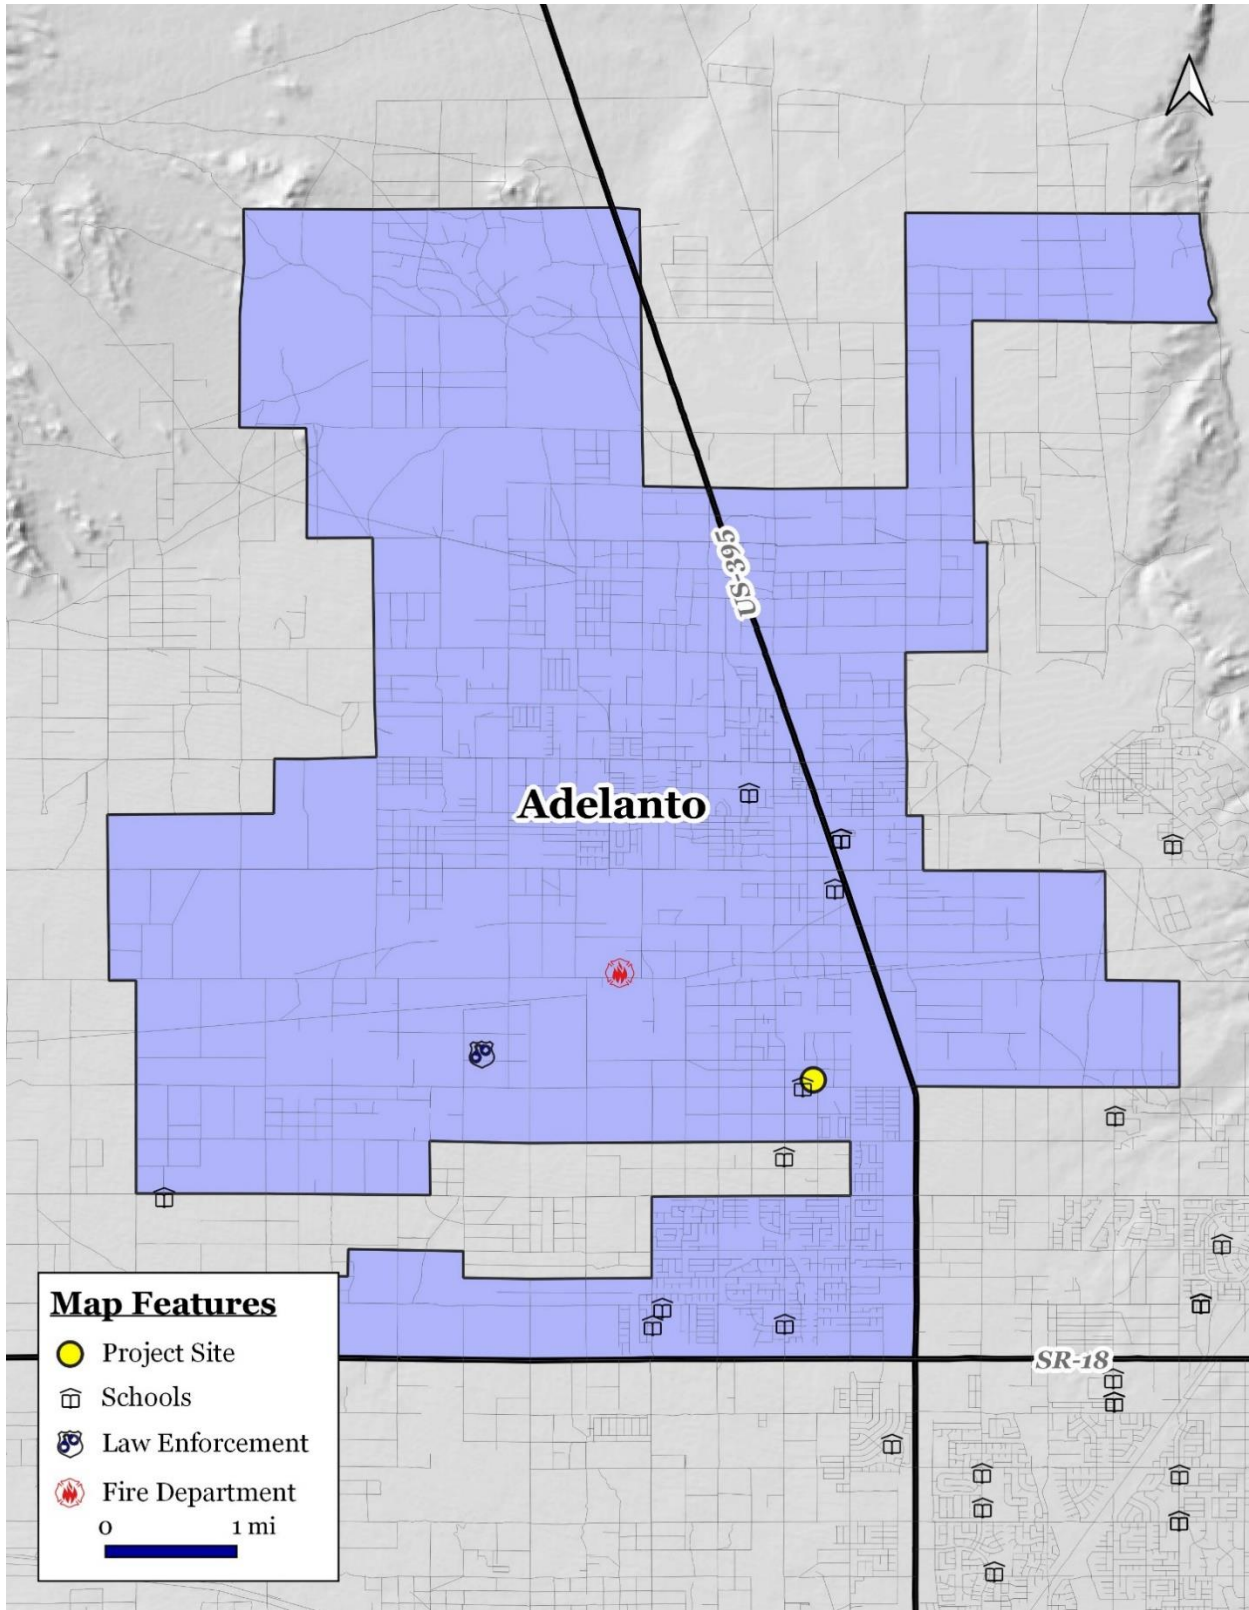 US-395
Adelanto
SR-18
Map Features
Project Site
Schools
Law Enforcement
Fire Department
0 1 mi